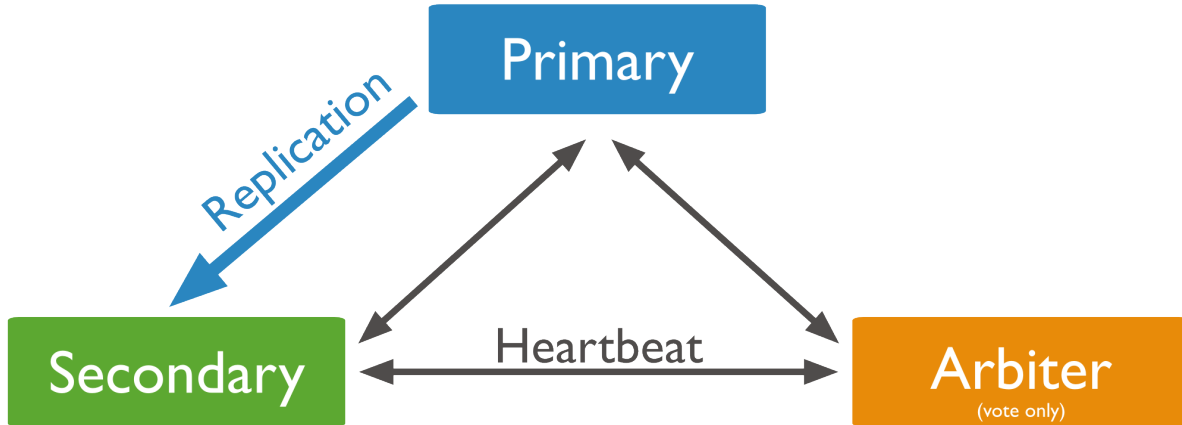 Primary
Replication
Heartbeat
Secondary
Arbiter
(vote only)